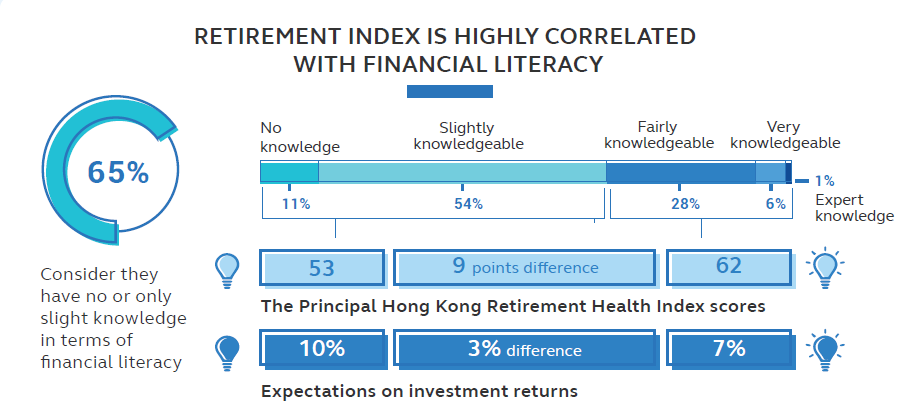 RETIREMENT INDEX IS HIGHLY CORRELATED
WITH FINANCIAL LITERACY
65%
Consider they
have no or only
slight knowledge
in terms of
financial literacy
No
knowledge
Slightly
knowledgeable
Fairly
knowledgeable
Very
knowledgeable
11%
54%
28%
6%
1%
Expert
knowledge
53
9 points difference
62
The Principal Hong Kong Retirement Health Index scores
10%
3% difference
7%
Expectations on investment returns